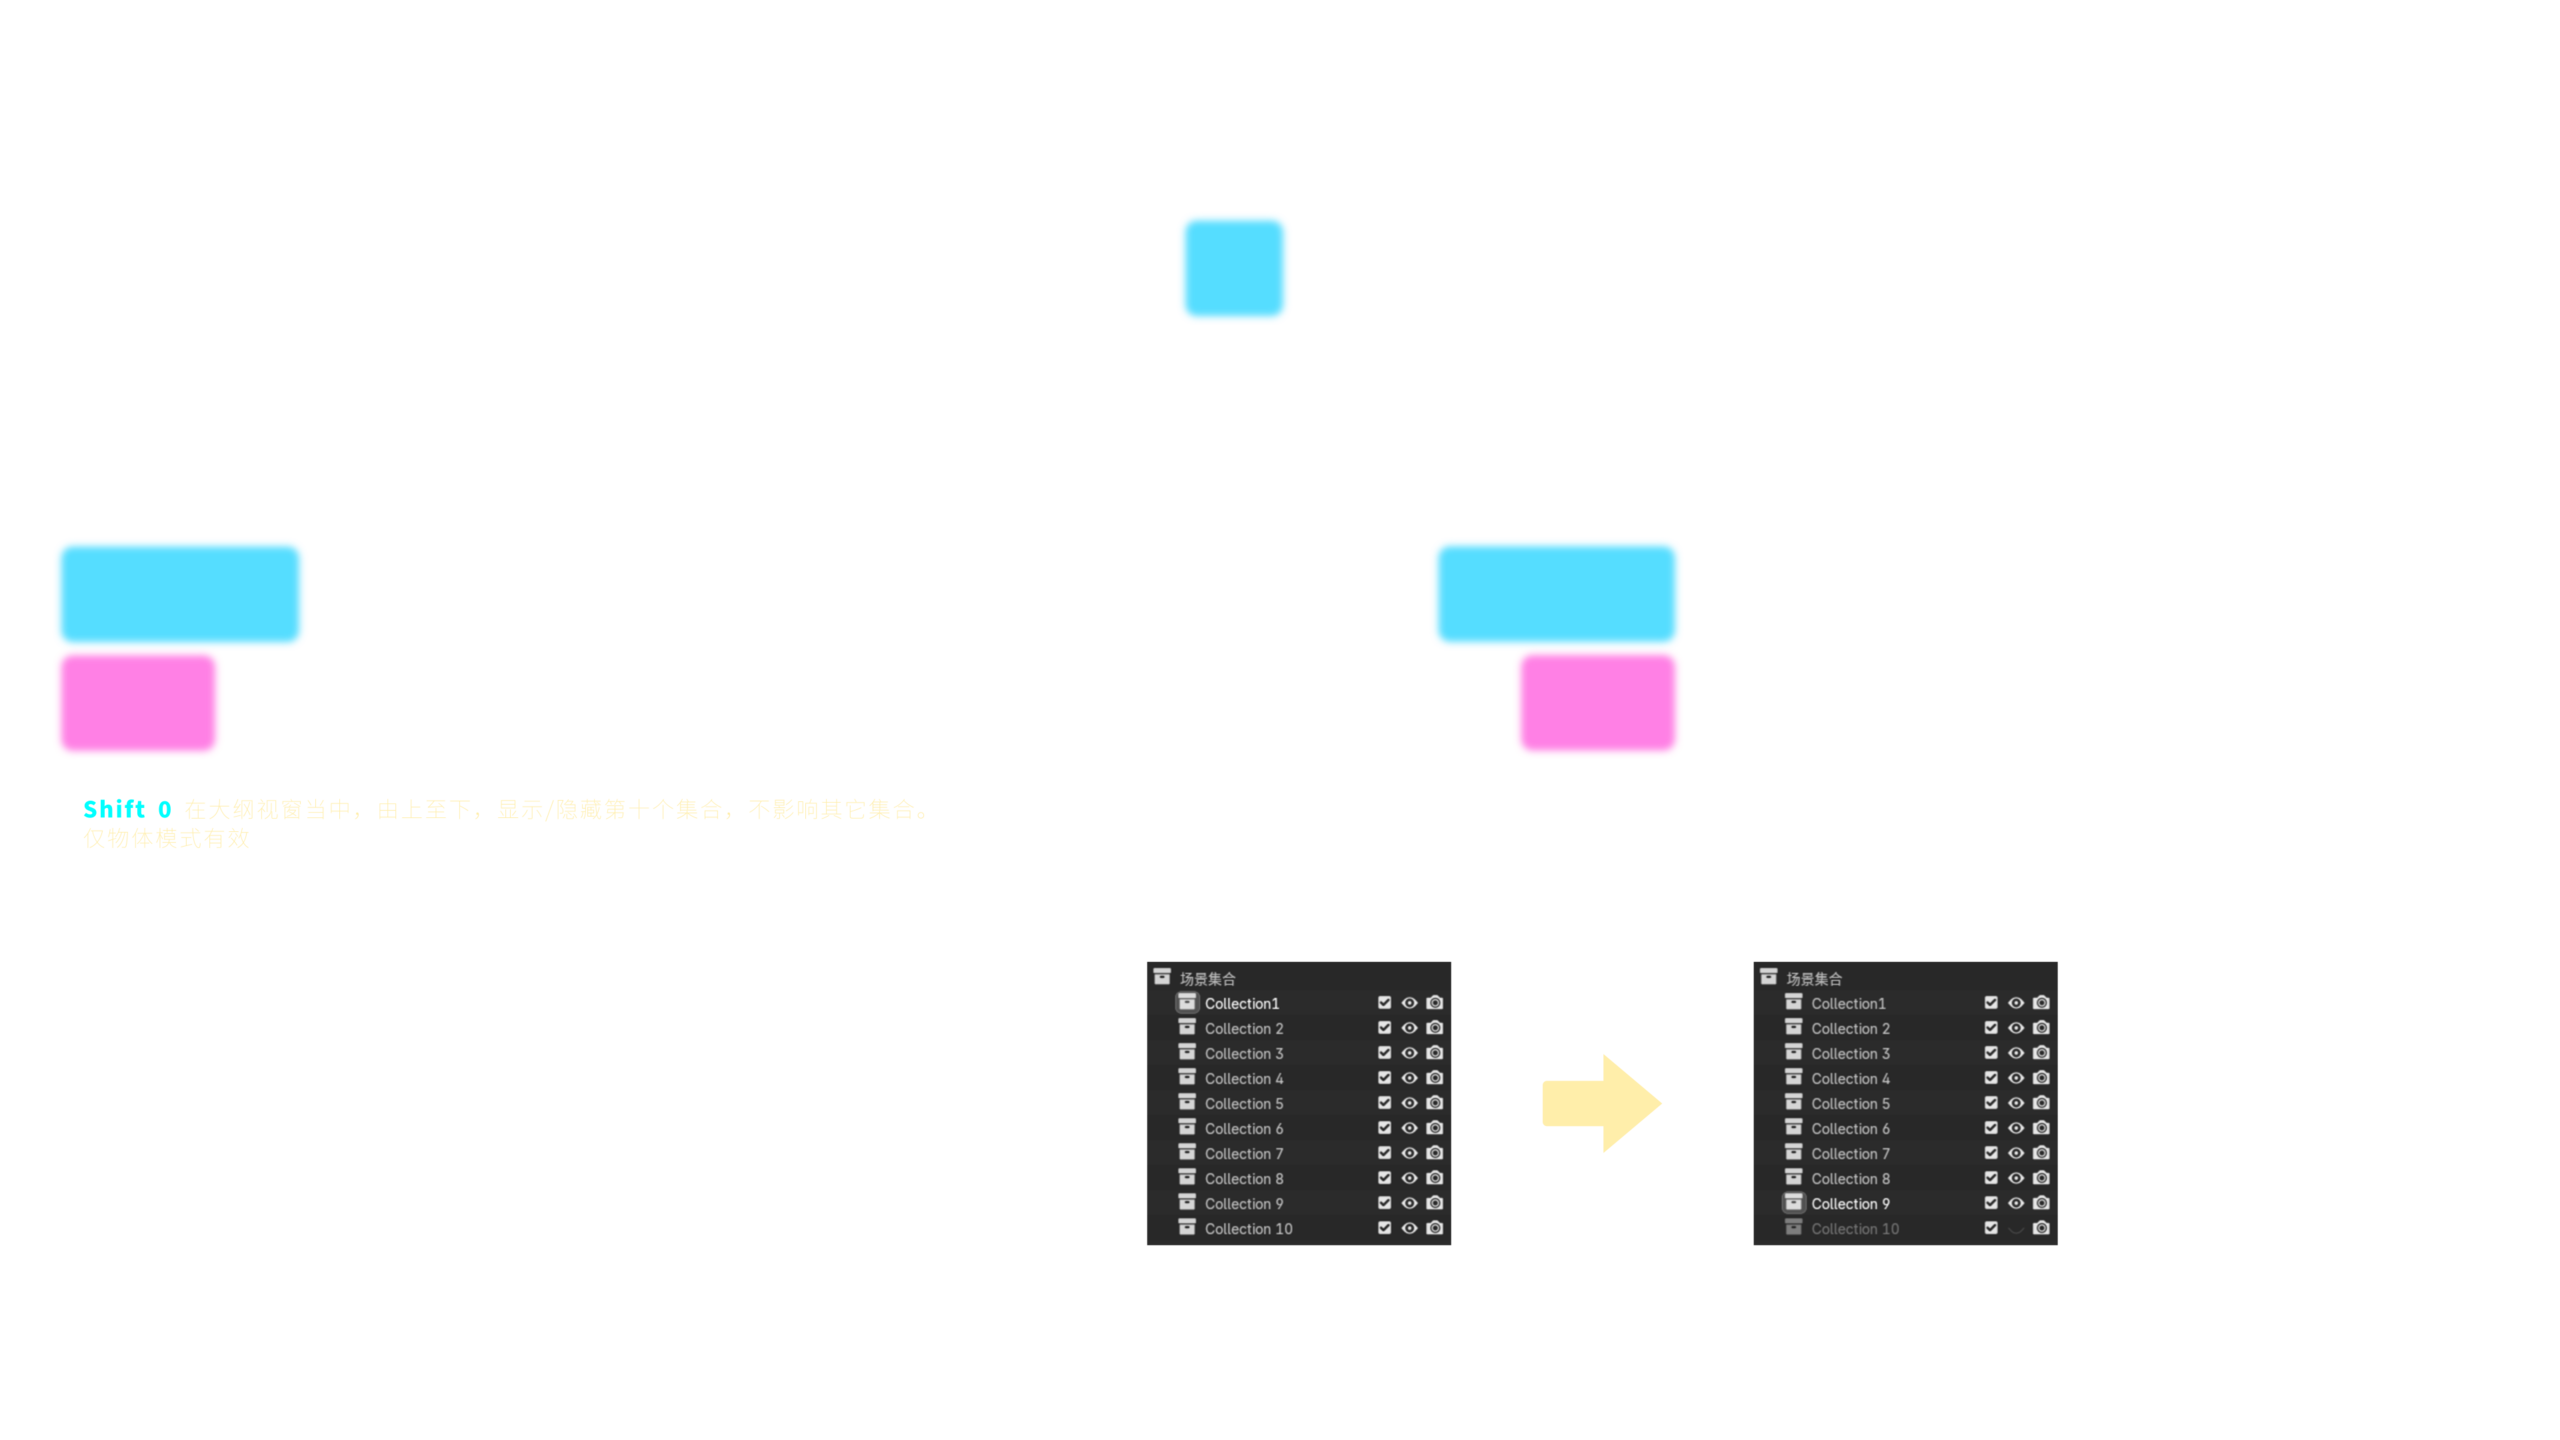 Shift 0 在大纲视窗当中，由上至下，显示/隐藏第十个集合，不影响其它集合。
仅物体模式有效
场景集合
Collection1
Collection 2
Collection 3
Collection 4
Collection 5
Collection 6
Collection 7
Collection 8
Collection 9
Collection 10
场景集合
Collection1
Collection 2
Collection 3
Collection 4
Collection 5
Collection 6
Collection 7
Collection 8
Collection 9
Collection 10